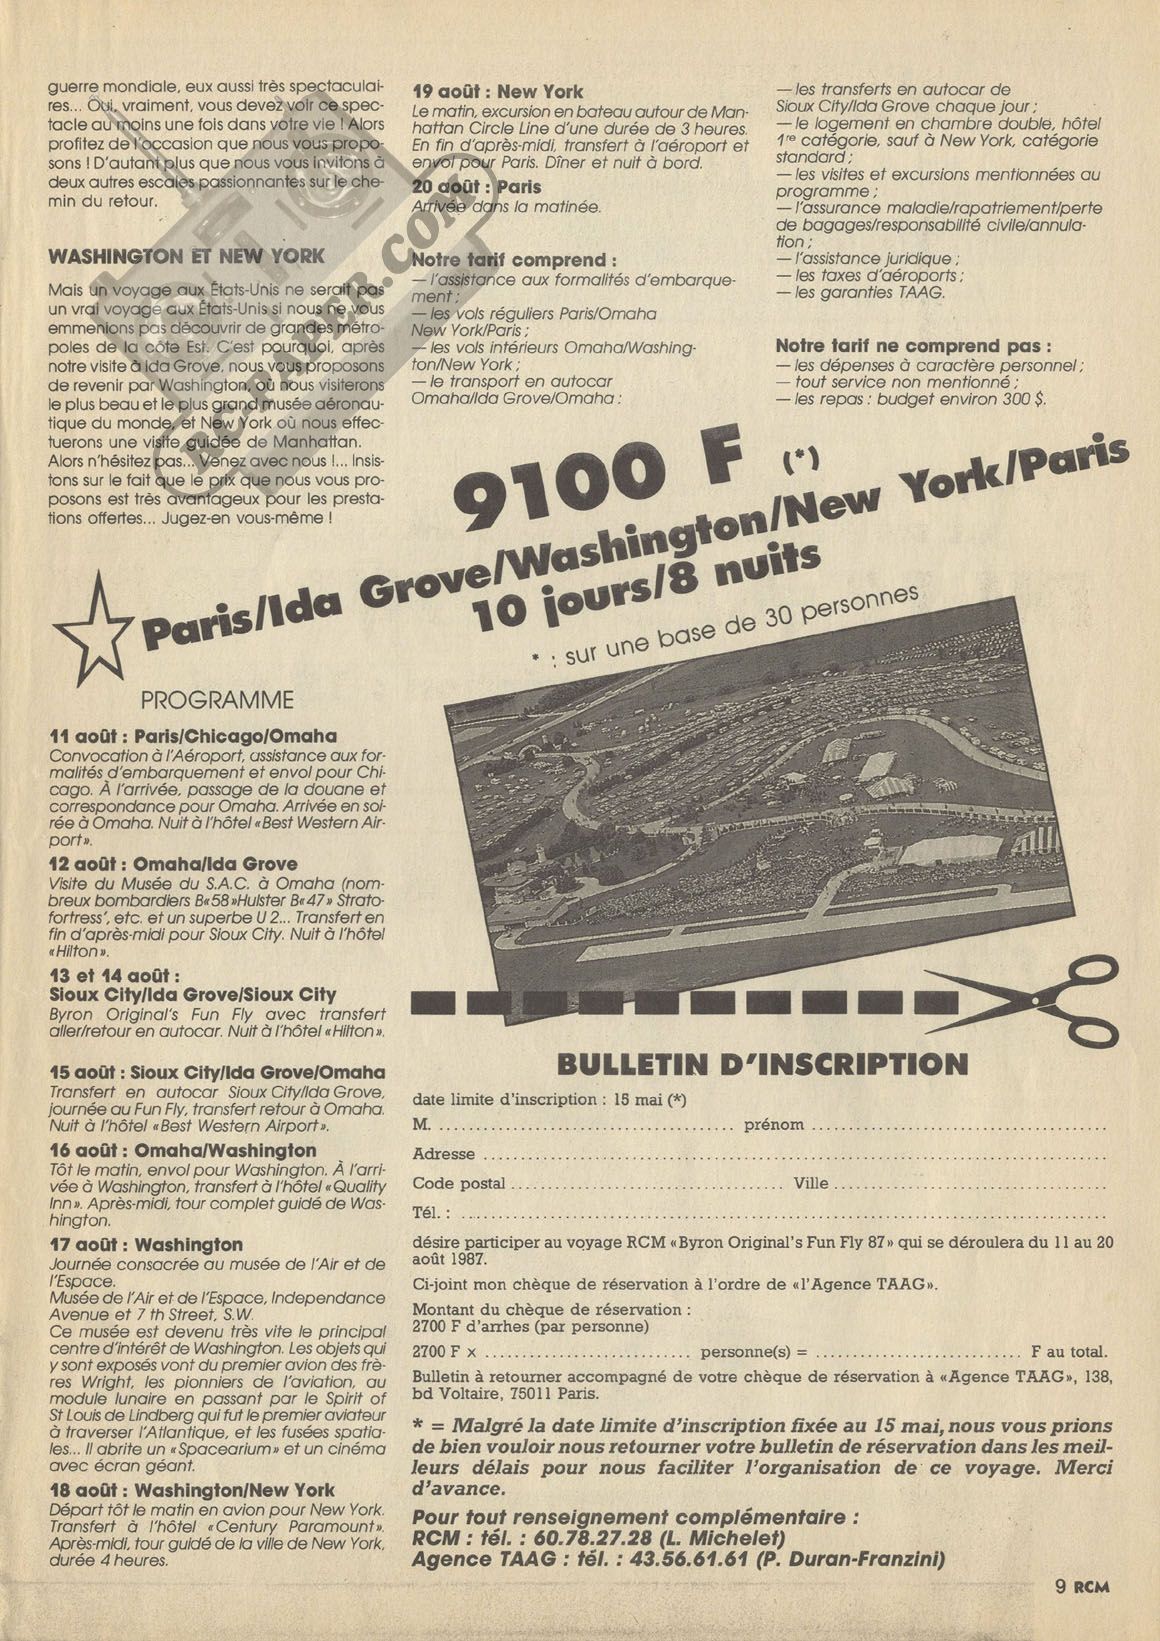 guerre mondiale, eux aussi très spectaculai-
res... Oui, vraiment, vous devez voir ce spec-
tacle au moins une fois dans votre vie ! Alors
profitez de l'occasion que nous vous propo-
sons ! D'autant plus que nous vous invitons à
deux autres escales passionnantes sur le che-
min du retour.
WASHINGTON ET NEW YORK
Mais un voyage aux États-Unis ne serait pas
un vrai voyage aux États-Unis si nous ne vous
emmenions pas découvrir de grandes métro-
poles de la côte Est. C'est pourquoi, après
notre visite à Ida Grove, nous vous proposons
de revenir par Washington, où nous visiterons
le plus beau et le plus grand musée aéronau-
tique du monde, et New York où nous effec-
tuerons une visite guidée de Manhattan.
Alors n'hésitez pas... Venez avec nous !... Insis-
tons sur le fait que le prix que nous vous pro-
posons est très avantageux pour les presta-
tions offertes... Jugez-en vous-même !
19 août : New York
Le matin, excursion en bateau autour de Man-
hattan Circle Line d'une durée de 3 heures.
En fin d'après-midi, transfert à l'aéroport et
envol pour Paris. Dîner et nuit à bord.
20 août : Paris
Arrivée dans la matinée.
Notre tarif comprend :
— l'assistance aux formalités d'embarque-
ment ;
— les vols réguliers Paris/Omaha
New York/Paris ;
— les vols intérieurs Omaha/Washing-
ton/New York ;
— le transport en autocar
Omaha/Ida Grove/Omaha ;
— les transferts en autocar de
Sioux City/Ida Grove chaque jour ;
— le logement en chambre double, hôtel
1re catégorie, sauf à New York, catégorie
standard ;
— les visites et excursions mentionnées au
programme ;
— l'assurance maladie/rapatriement/perte
de bagages/responsabilité civile/annula-
tion ;
— l'assistance juridique ;
— les taxes d'aéroports ;
— les garanties TAAG.
Notre tarif ne comprend pas :
— les dépenses à caractère personnel ;
— tout service non mentionné ;
— les repas : budget environ 300 $.
RC-PAPER.COM
9100 F (*)
Paris/Ida Grove/Washington/New York/Paris
10 jours/8 nuits
* : sur une base de 30 personnes
PROGRAMME
11 août : Paris/Chicago/Omaha
Convocation à l'Aéroport, assistance aux for-
malités d'embarquement et envol pour Chi-
cago. À l'arrivée, passage de la douane et
correspondance pour Omaha. Arrivée en soi-
rée à Omaha. Nuit à l'hôtel «Best Western Air-
port».
12 août : Omaha/Ida Grove
Visite du Musée du S.A.C. à Omaha (nom-
breux bombardiers B«58»Hulster B«47» Strato-
fortress', etc. et un superbe U 2... Transfert en
fin d'après-midi pour Sioux City. Nuit à l'hôtel
«Hilton».
13 et 14 août :
Sioux City/Ida Grove/Sioux City
Byron Original's Fun Fly avec transfert
aller/retour en autocar. Nuit à l'hôtel «Hilton».
15 août : Sioux City/Ida Grove/Omaha
Transfert en autocar Sioux City/Ida Grove,
journée au Fun Fly, transfert retour à Omaha.
Nuit à l'hôtel «Best Western Airport».
16 août : Omaha/Washington
Tôt le matin, envol pour Washington. À l'arri-
vée à Washington, transfert à l'hôtel «Quality
Inn». Après-midi, tour complet guidé de Was-
hington.
17 août : Washington
Journée consacrée au musée de l'Air et de
l'Espace.
Musée de l'Air et de l'Espace, Independance
Avenue et 7 th Street, S.W.
Ce musée est devenu très vite le principal
centre d'intérêt de Washington. Les objets qui
y sont exposés vont du premier avion des frè-
res Wright, les pionniers de l'aviation, au
module lunaire en passant par le Spirit of
St Louis de Lindberg qui fut le premier aviateur
à traverser l'Atlantique, et les fusées spatia-
les... Il abrite un «Spacearium» et un cinéma
avec écran géant.
18 août : Washington/New York
Départ tôt le matin en avion pour New York.
Transfert à l'hôtel «Century Paramount».
Après-midi, tour guidé de la ville de New York,
durée 4 heures.
BULLETIN D'INSCRIPTION
date limite d'inscription : 15 mai (*)
M. .......................................... prénom ..........................................
Adresse ..........................................
Code postal .......................................... Ville ..........................................
Tél. : ..........................................
désire participer au voyage RCM «Byron Original's Fun Fly 87» qui se déroulera du 11 au 20
août 1987.
Ci-joint mon chèque de réservation à l'ordre de «l'Agence TAAG».
Montant du chèque de réservation :
2700 F d'arrhes (par personne)
2700 F × ............................. personne(s) = ............................. F au total.
Bulletin à retourner accompagné de votre chèque de réservation à «Agence TAAG», 138,
bd Voltaire, 75011 Paris.
* = Malgré la date limite d'inscription fixée au 15 mai, nous vous prions
de bien vouloir nous retourner votre bulletin de réservation dans les meil-
leurs délais pour nous faciliter l'organisation de ce voyage. Merci
d'avance.
Pour tout renseignement complémentaire :
RCM : tél. : 60.78.27.28 (L. Michelet)
Agence TAAG : tél. : 43.56.61.61 (P. Duran-Franzini)
9 RCM